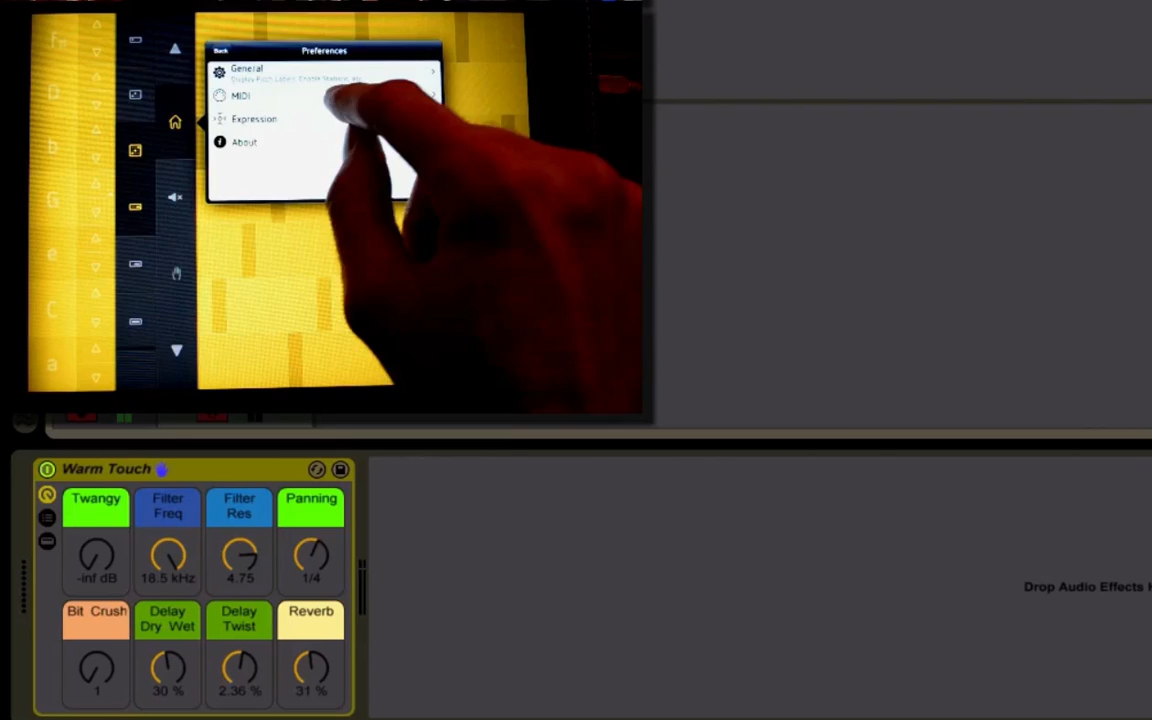 Back
Preferences
General
MIDI
Expression
About
D
b
G
e
C
a
Warm Touch
Twangy
Filter
Freq
Filter
Res
Panning
-inf dB
18.5 kHz
4.75
1/4
Bit Crush
Delay
Dry Wet
Delay
Twist
Reverb
1
30 %
2.36 %
31 %
Drop Audio Effects